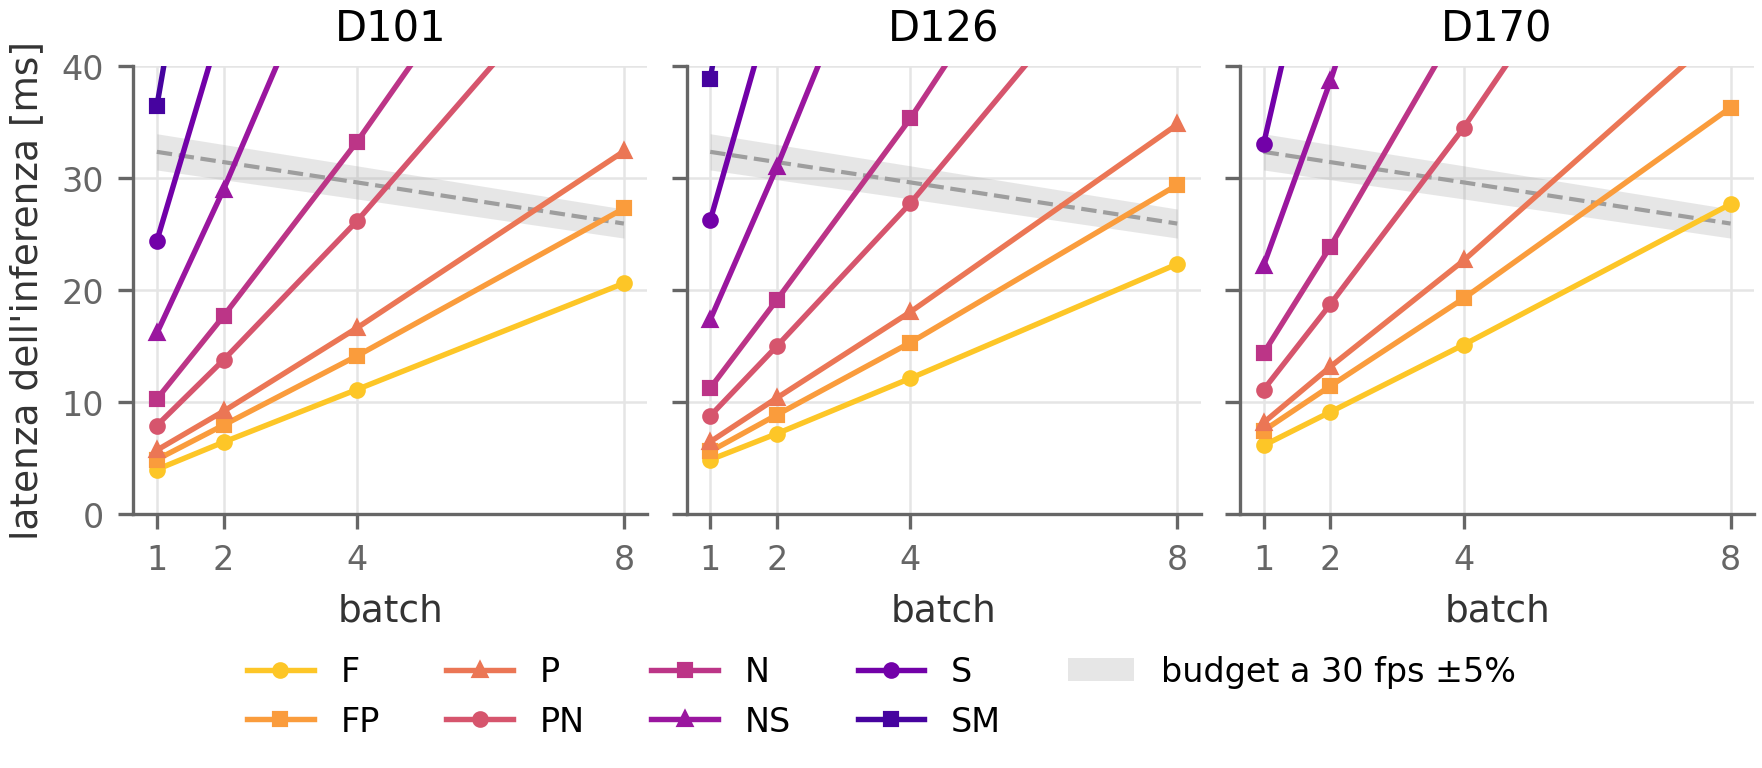 D101 D126 D170
latenza dell'inferenza [ms]
40
30
20
10
0
1 2 4 8 1 2 4 8 1 2 4 8
batch batch batch
F P N S budget a 30 fps ±5%
FP PN NS SM